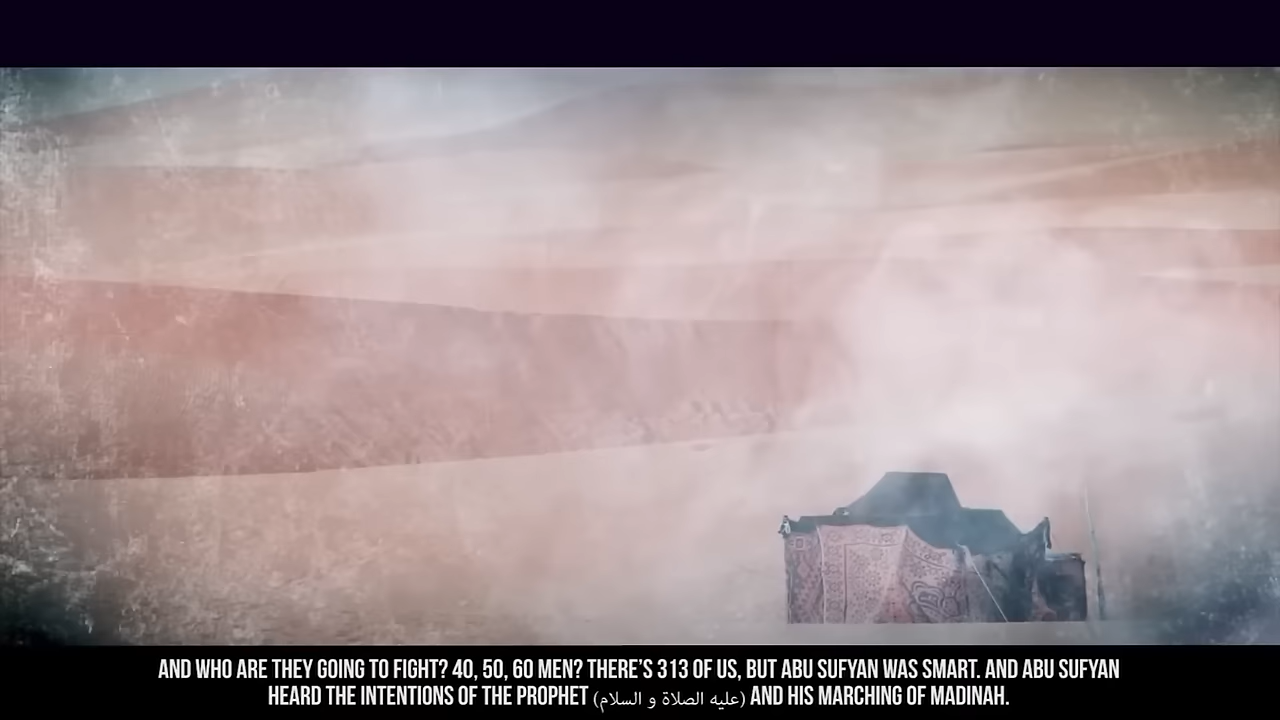 AND WHO ARE THEY GOING TO FIGHT? 40, 50, 60 MEN? THERE'S 313 OF US, BUT ABU SUFYAN WAS SMART. AND ABU SUFYAN
HEARD THE INTENTIONS OF THE PROPHET (عليه الصلاة و السلام) AND HIS MARCHING OF MADINAH.